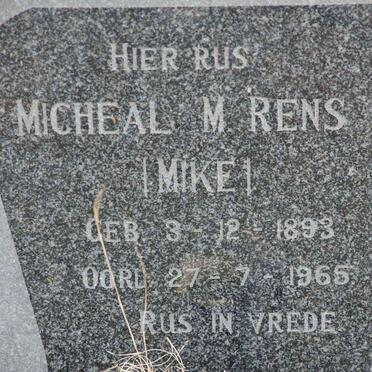 HIER RUS
MICHEAL M RENS
[MIKE]
GEB 3 - 12 - 1893
OORL 27 - 7 - 1965
RUS IN VREDE